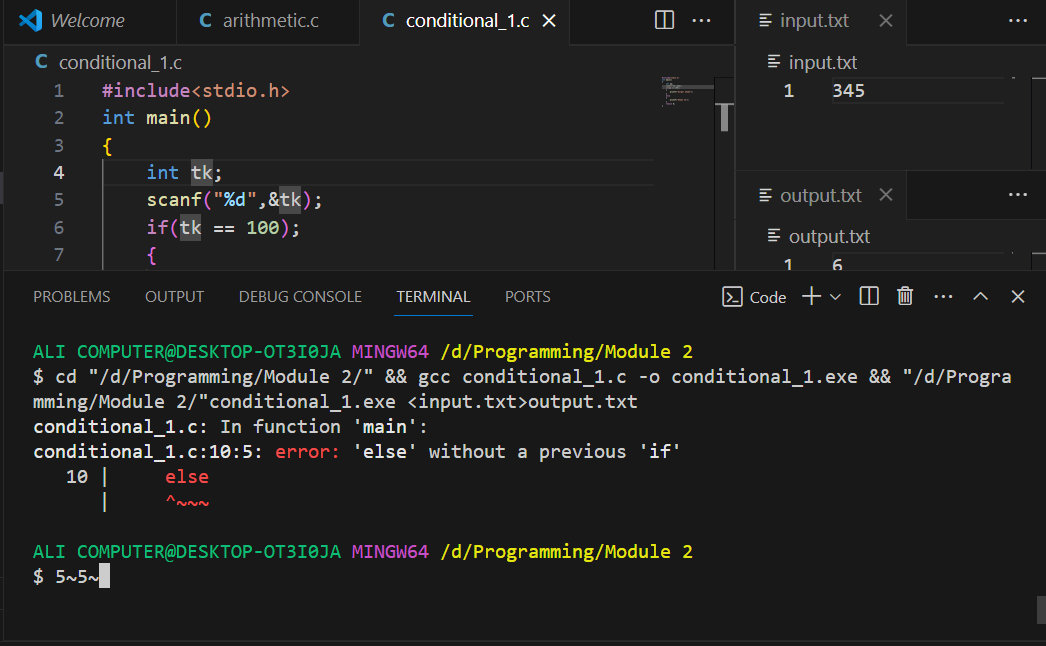 Welcome
C arithmetic.c
C conditional_1.c
C conditional_1.c
1 #include<stdio.h>
2 int main()
3 {
4 int tk;
5 scanf("%d",&tk);
6 if(tk == 100);
7 {
input.txt
input.txt
1 345
output.txt
output.txt
1 6
PROBLEMS OUTPUT DEBUG CONSOLE TERMINAL PORTS
Code
ALI COMPUTER@DESKTOP-OT3I0JA MINGW64 /d/Programming/Module 2
$ cd "/d/Programming/Module 2/" && gcc conditional_1.c -o conditional_1.exe && "/d/Progra
mming/Module 2/"conditional_1.exe <input.txt>output.txt
conditional_1.c: In function 'main':
conditional_1.c:10:5: error: 'else' without a previous 'if'
10 | else
| ^~~~
ALI COMPUTER@DESKTOP-OT3I0JA MINGW64 /d/Programming/Module 2
$ 5~5~